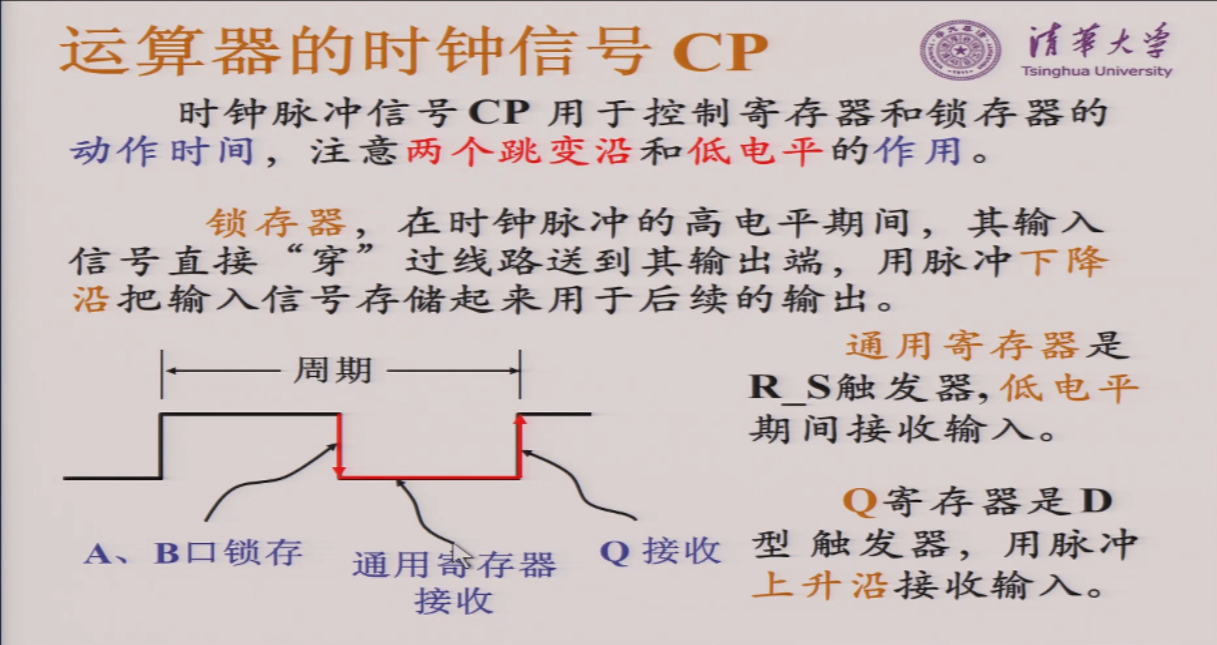 运算器的时钟信号 CP
清华大学
Tsinghua University
时钟脉冲信号 CP 用于控制寄存器和锁存器的
动作时间，注意两个跳变沿和低电平的作用。
锁存器，在时钟脉冲的高电平期间，其输入
信号直接“穿”过线路送到其输出端，用脉冲下降
沿把输入信号存储起来用于后续的输出。
周期
A、B口锁存
通用寄存器
接收
Q 接收
通用寄存器是
R_S触发器,低电平
期间接收输入。
Q寄存器是 D
型 触发器，用脉冲
上升沿接收输入。